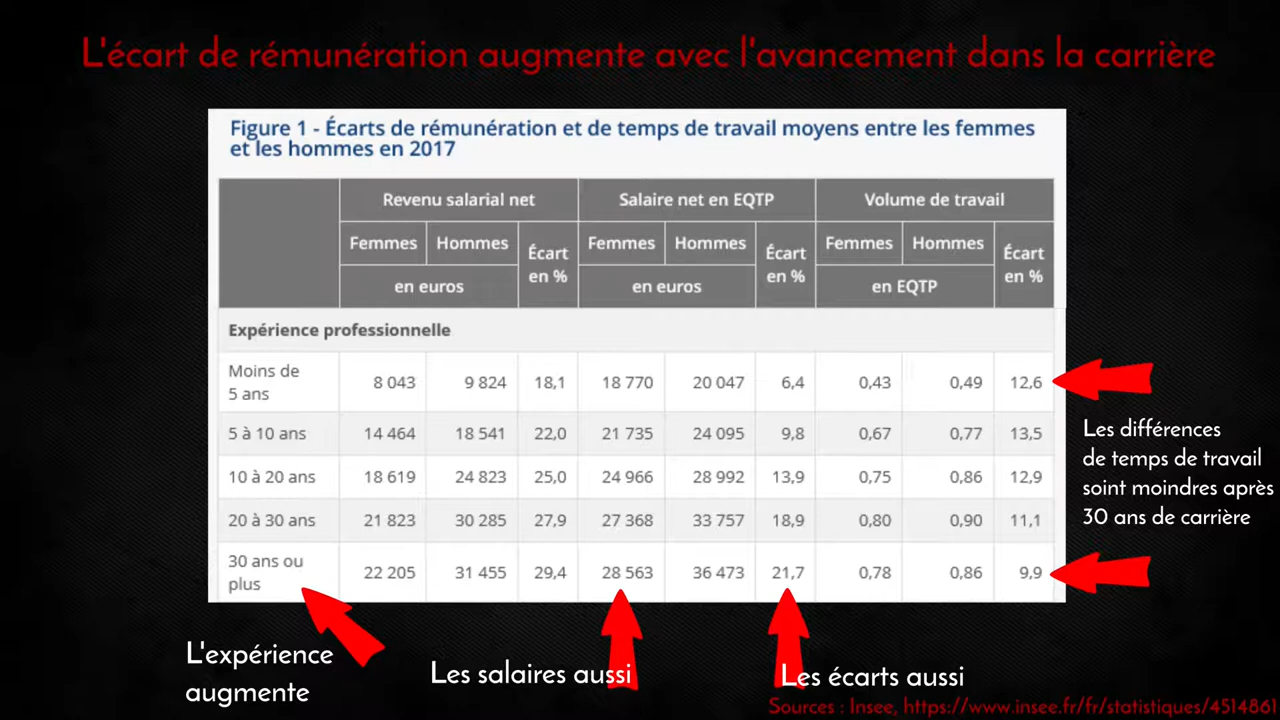 L'écart de rémunération augmente avec l'avancement dans la carrière
Figure 1 - Écarts de rémunération et de temps de travail moyens entre les femmes
et les hommes en 2017
Revenu salarial net Salaire net en EQTP Volume de travail
Femmes Hommes Écart en % Femmes Hommes Écart en % Femmes Hommes Écart en %
en euros en euros en EQTP
Expérience professionnelle
Moins de
5 ans 8 043 9 824 18,1 18 770 20 047 6,4 0,43 0,49 12,6
5 à 10 ans 14 464 18 541 22,0 21 735 24 095 9,8 0,67 0,77 13,5
10 à 20 ans 18 619 24 823 25,0 24 966 28 992 13,9 0,75 0,86 12,9
20 à 30 ans 21 823 30 285 27,9 27 368 33 757 18,9 0,80 0,90 11,1
30 ans ou
plus 22 205 31 455 29,4 28 563 36 473 21,7 0,78 0,86 9,9
Les différences
de temps de travail
soint moindres après
30 ans de carrière
L'expérience
augmente
Les salaires aussi
Les écarts aussi
Sources : Insee, https://www.insee.fr/fr/statistiques/4514861